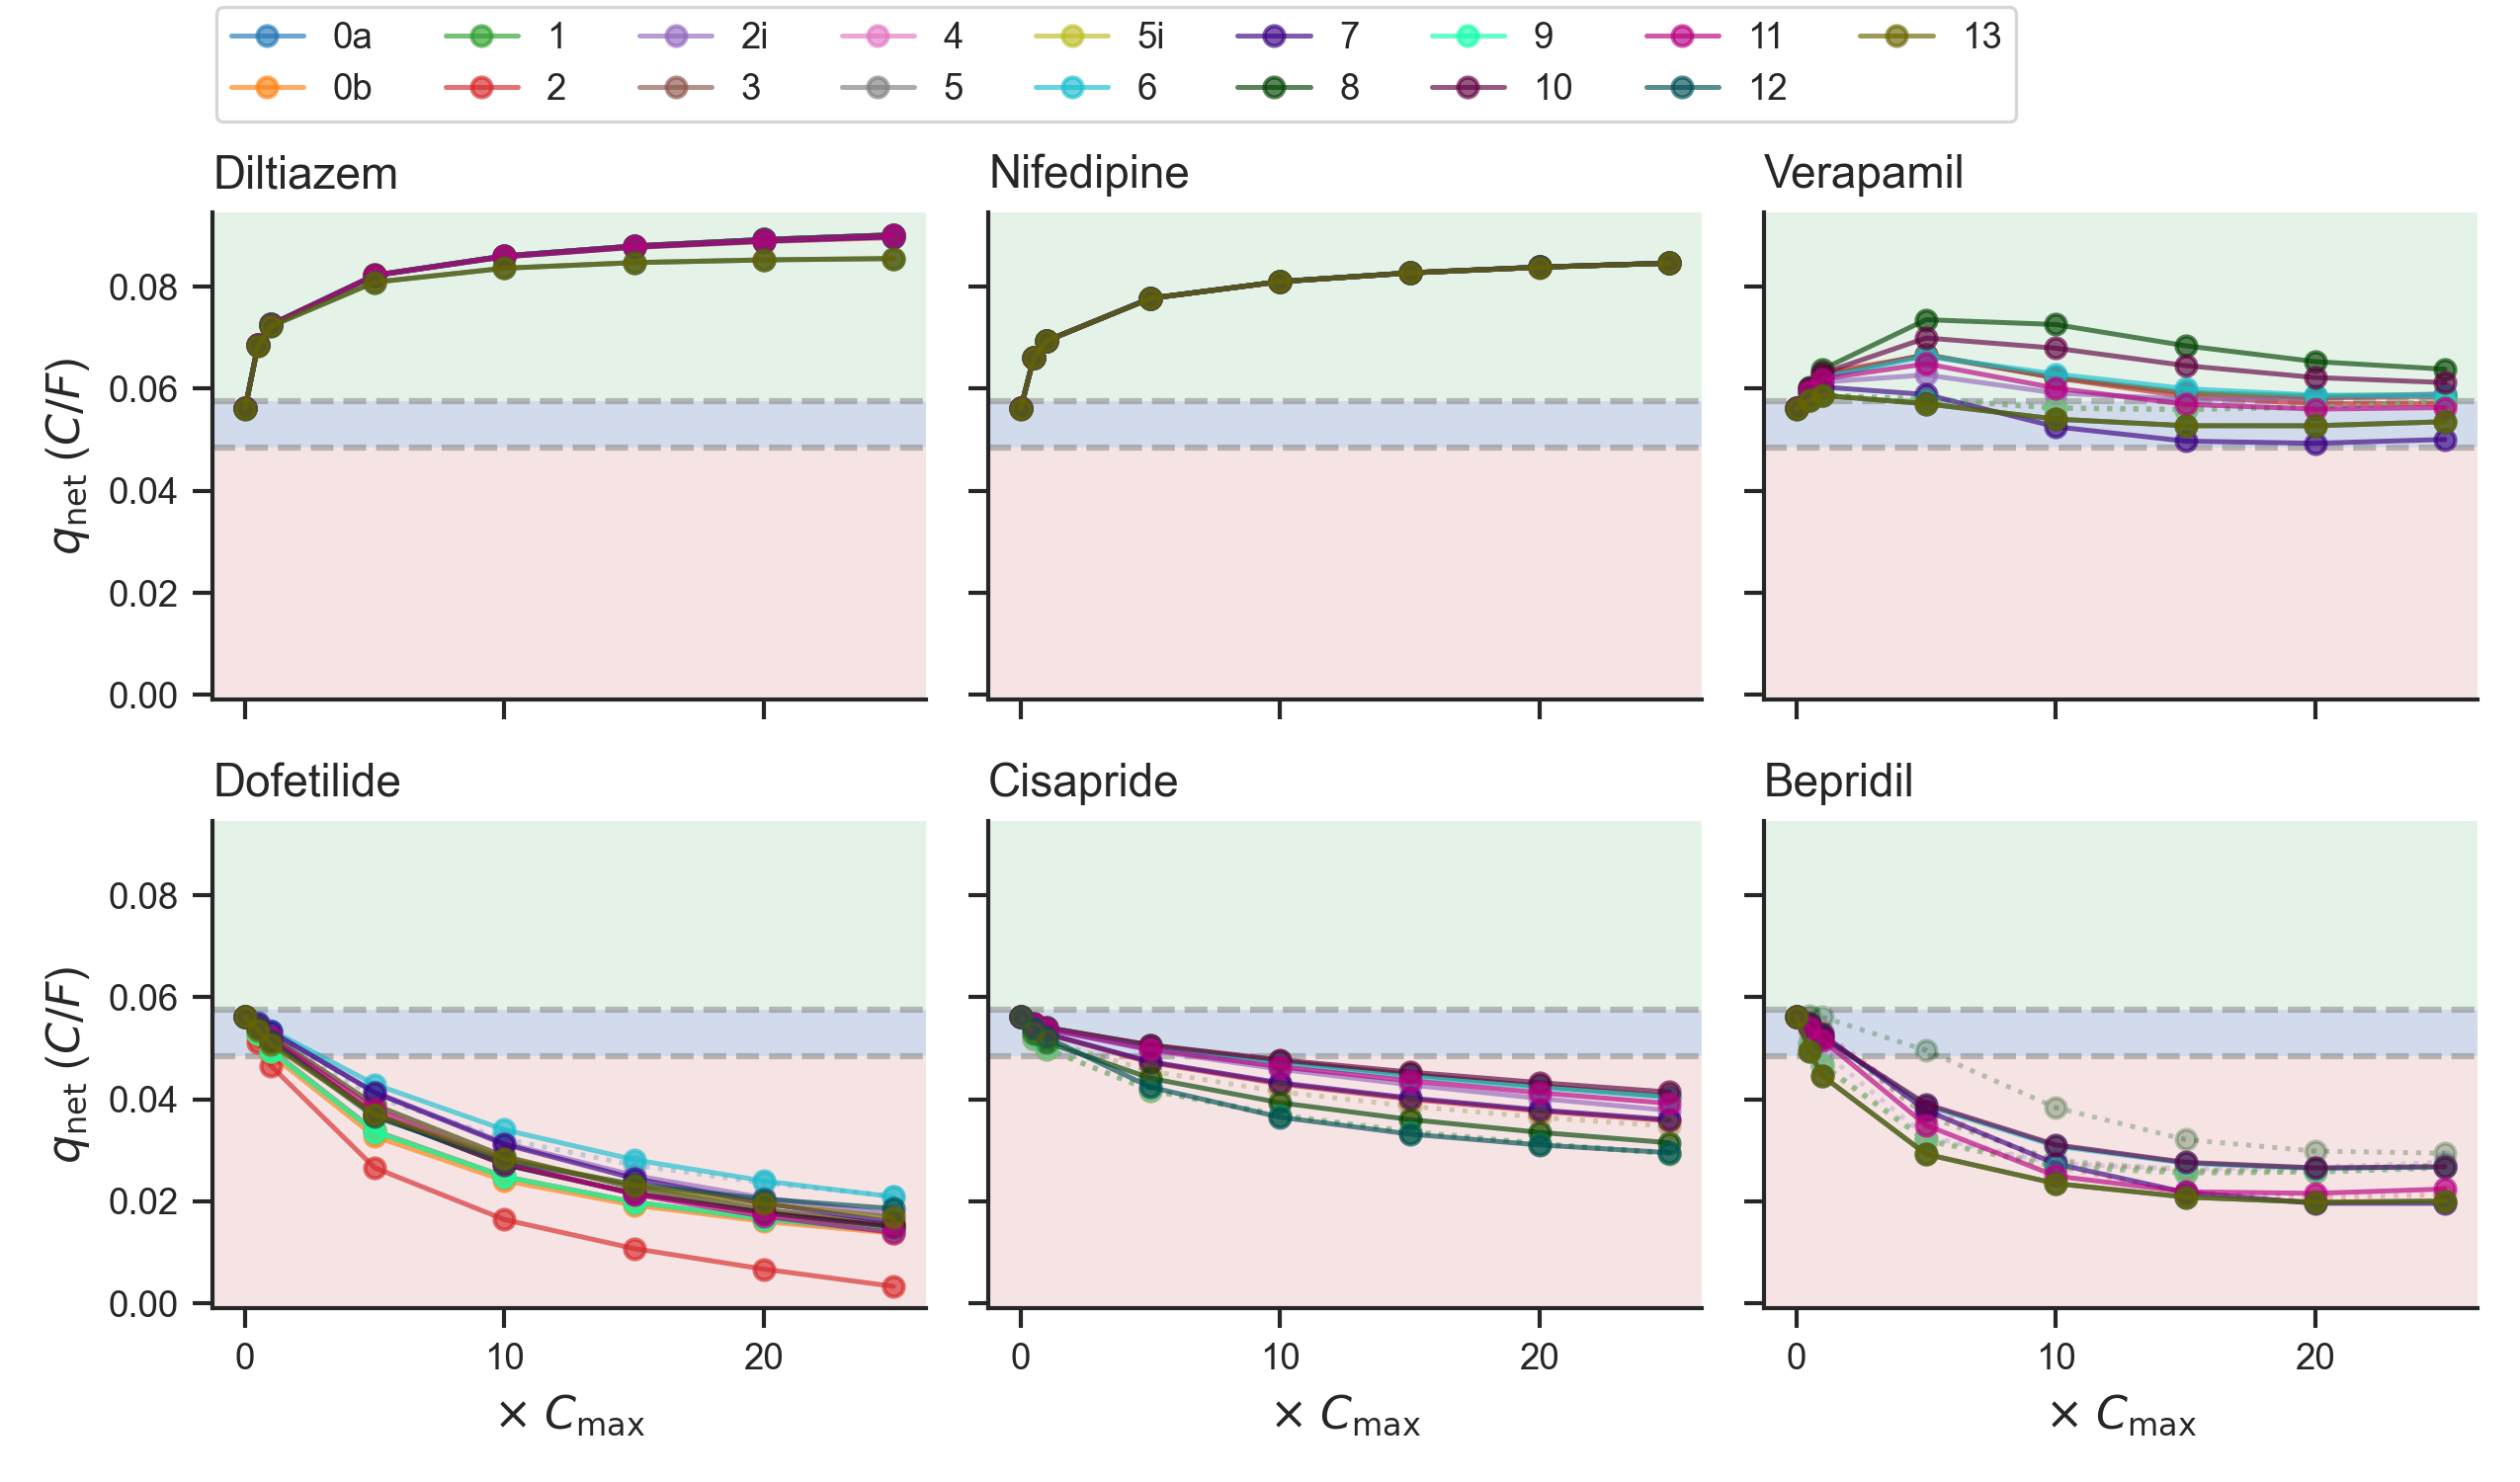 0a 1 2i 4 5i 7 9 11 13
0b 2 3 5 6 8 10 12
Diltiazem Nifedipine Verapamil
q_net (C/F)
0.08
0.06
0.04
0.02
0.00
Dofetilide Cisapride Bepridil
q_net (C/F)
0.08
0.06
0.04
0.02
0.00
0 10 20 0 10 20 0 10 20
× C_max × C_max × C_max